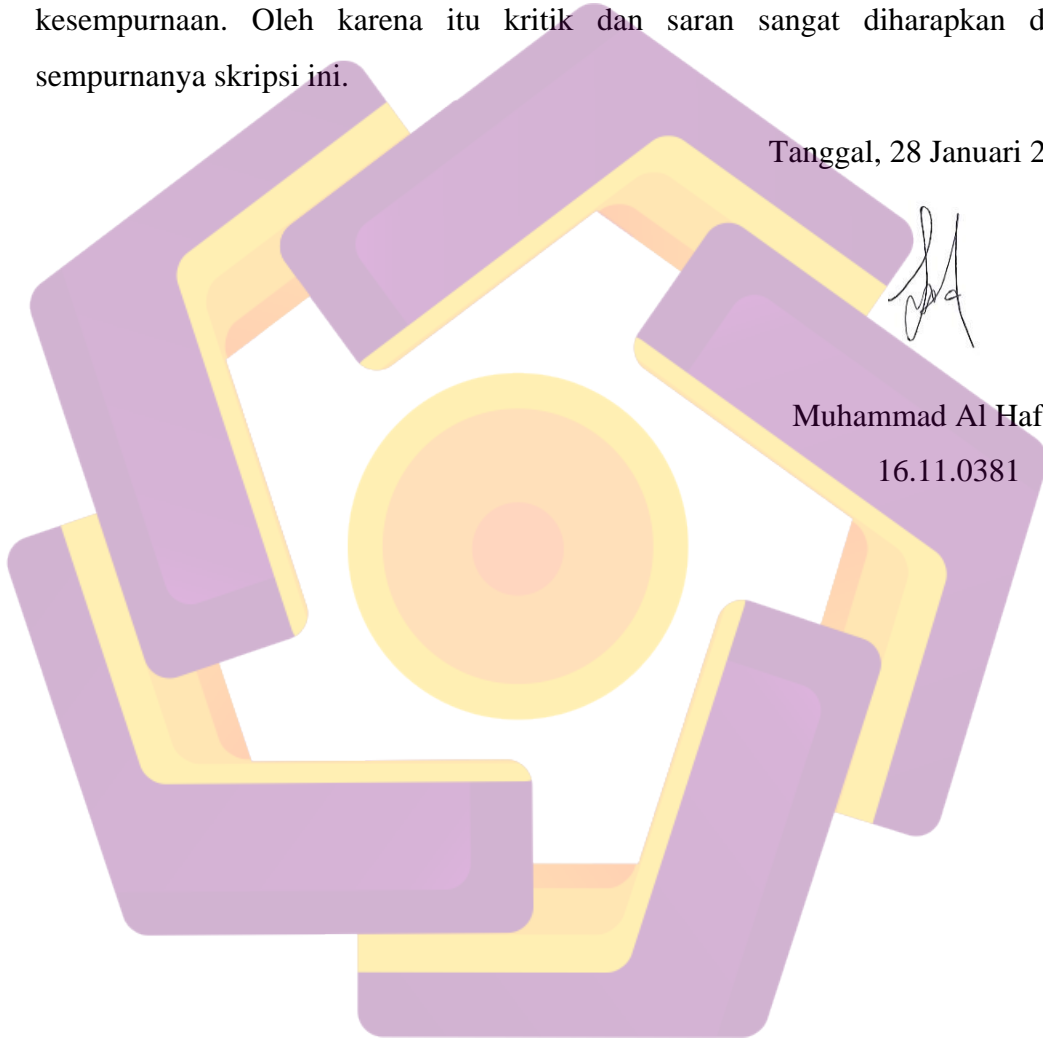 kesempurnaan. Oleh karena itu kritik dan saran sangat diharapkan d
sempurnanya skripsi ini.
Tanggal, 28 Januari 2
Muhammad Al Haf
16.11.0381